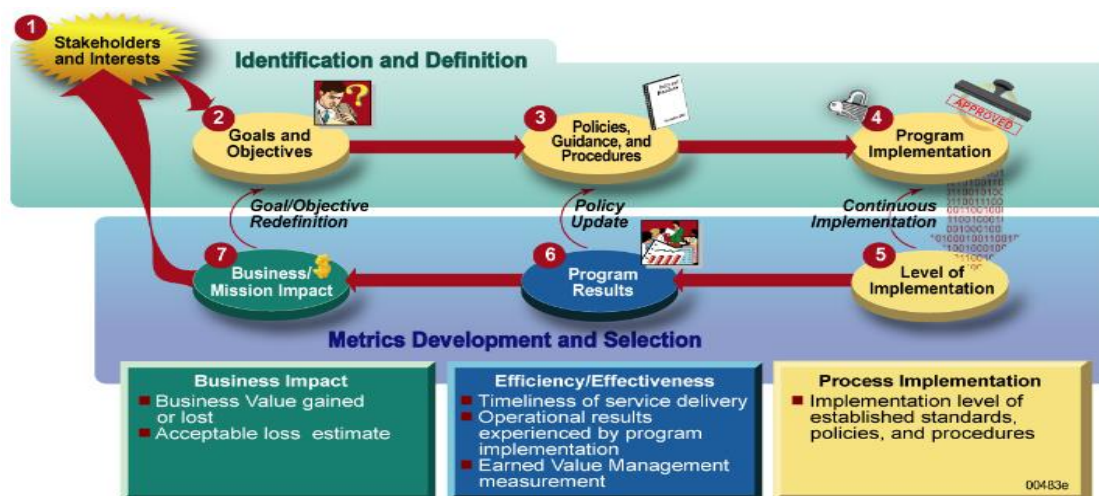 1
Stakeholders
and Interests
Identification and Definition
2
Goals and
Objectives
3
Policies,
Guidance, and
Procedures
4
Program
Implementation
APPROVED
Goal/Objective
Redefinition
Policy
Update
Continuous
Implementation
7
Business/
Mission Impact
6
Program
Results
5
Level of
Implementation
Metrics Development and Selection
Business Impact
Business Value gained
or lost
Acceptable loss estimate
Efficiency/Effectiveness
Timeliness of service delivery
Operational results
experienced by program
implementation
Earned Value Management
measurement
Process Implementation
Implementation level of
established standards,
policies, and procedures
00483e